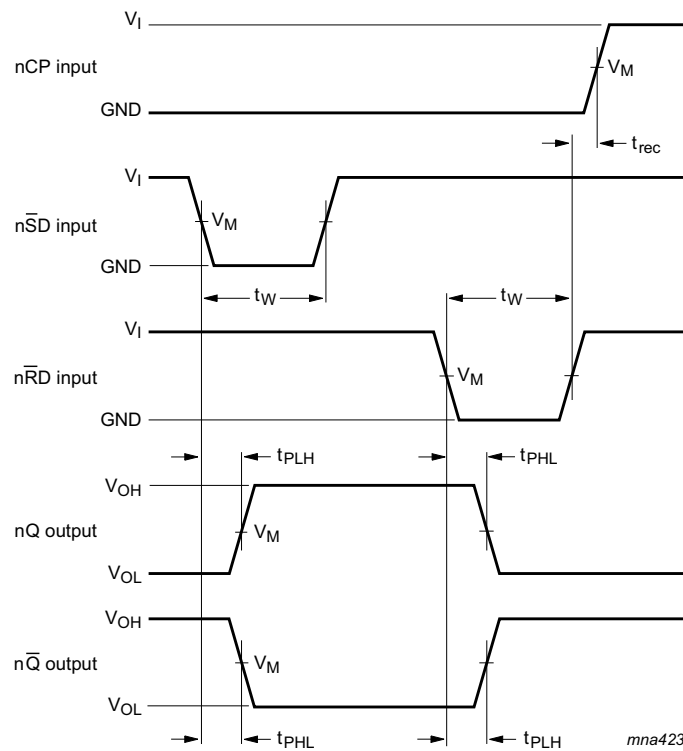 V_I
nCP input
V_M
GND
t_rec
V_I
nS̅D input
V_M
GND
t_W
t_W
V_I
nR̅D input
V_M
GND
t_PLH
t_PHL
V_OH
nQ output
V_M
V_OL
V_OH
nQ̅ output
V_M
V_OL
t_PHL
t_PLH
mna423